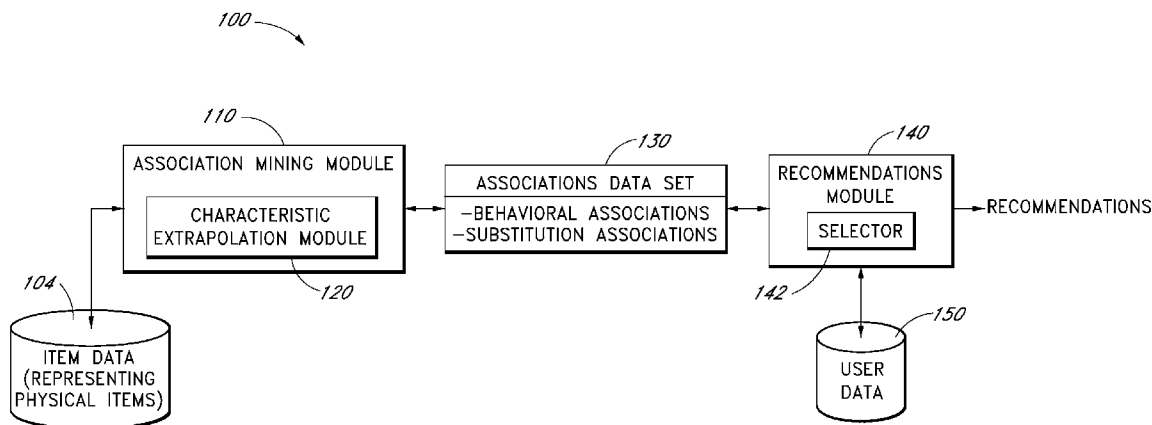 100
110
ASSOCIATION MINING MODULE
CHARACTERISTIC
EXTRAPOLATION MODULE
120
130
ASSOCIATIONS DATA SET
-BEHAVIORAL ASSOCIATIONS
-SUBSTITUTION ASSOCIATIONS
140
RECOMMENDATIONS
MODULE
SELECTOR
142
RECOMMENDATIONS
104
ITEM DATA
(REPRESENTING
PHYSICAL ITEMS)
150
USER
DATA